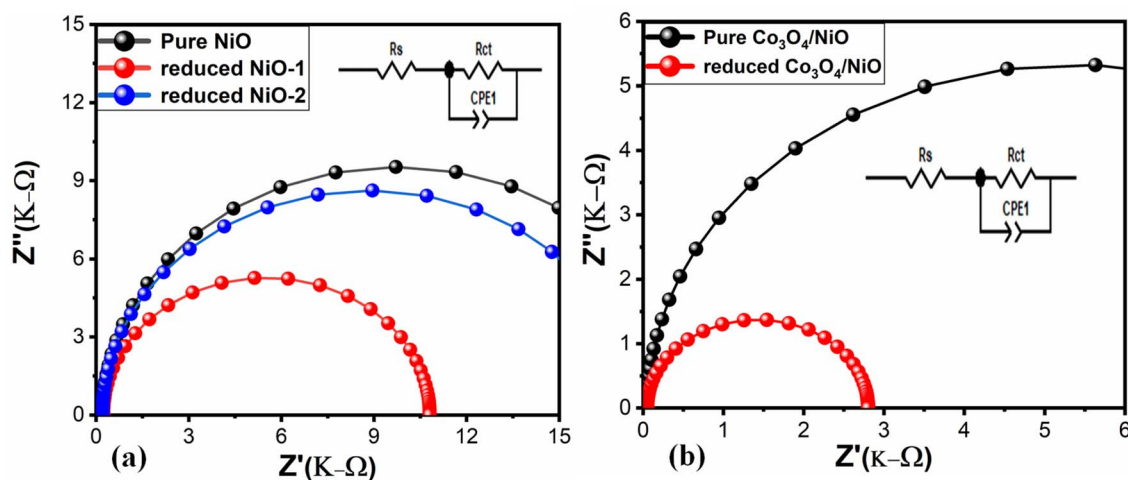 Pure NiO
reduced NiO-1
reduced NiO-2
Rs
Rct
CPE1
15
12
9
6
3
0
Z''(K–Ω)
0
3
6
9
12
15
(a)
Z'(K–Ω)
Pure Co₃O₄/NiO
reduced Co₃O₄/NiO
Rs
Rct
CPE1
6
5
4
3
2
1
0
Z''(K–Ω)
0
1
2
3
4
5
6
(b)
Z'(K–Ω)